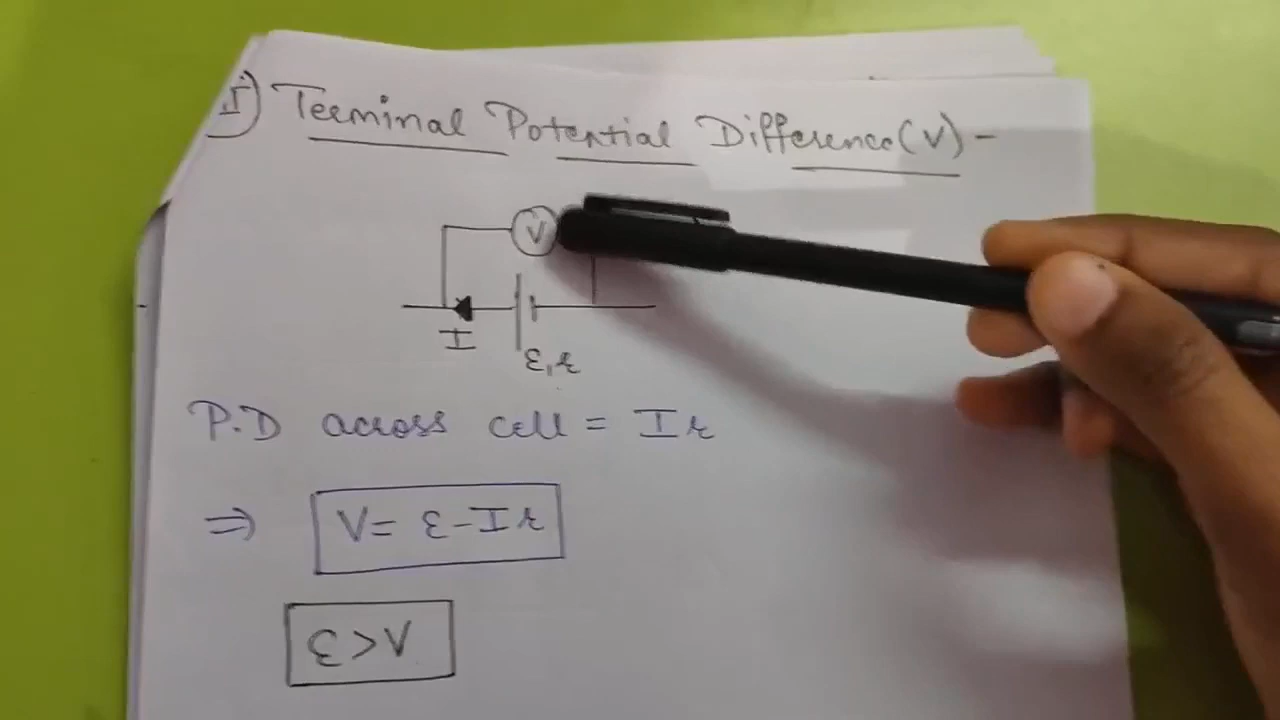 I) Terminal Potential Difference(V) -
V
I
ε, r
P.D across cell = Ir
⇒ V = ε - Ir
ε > V